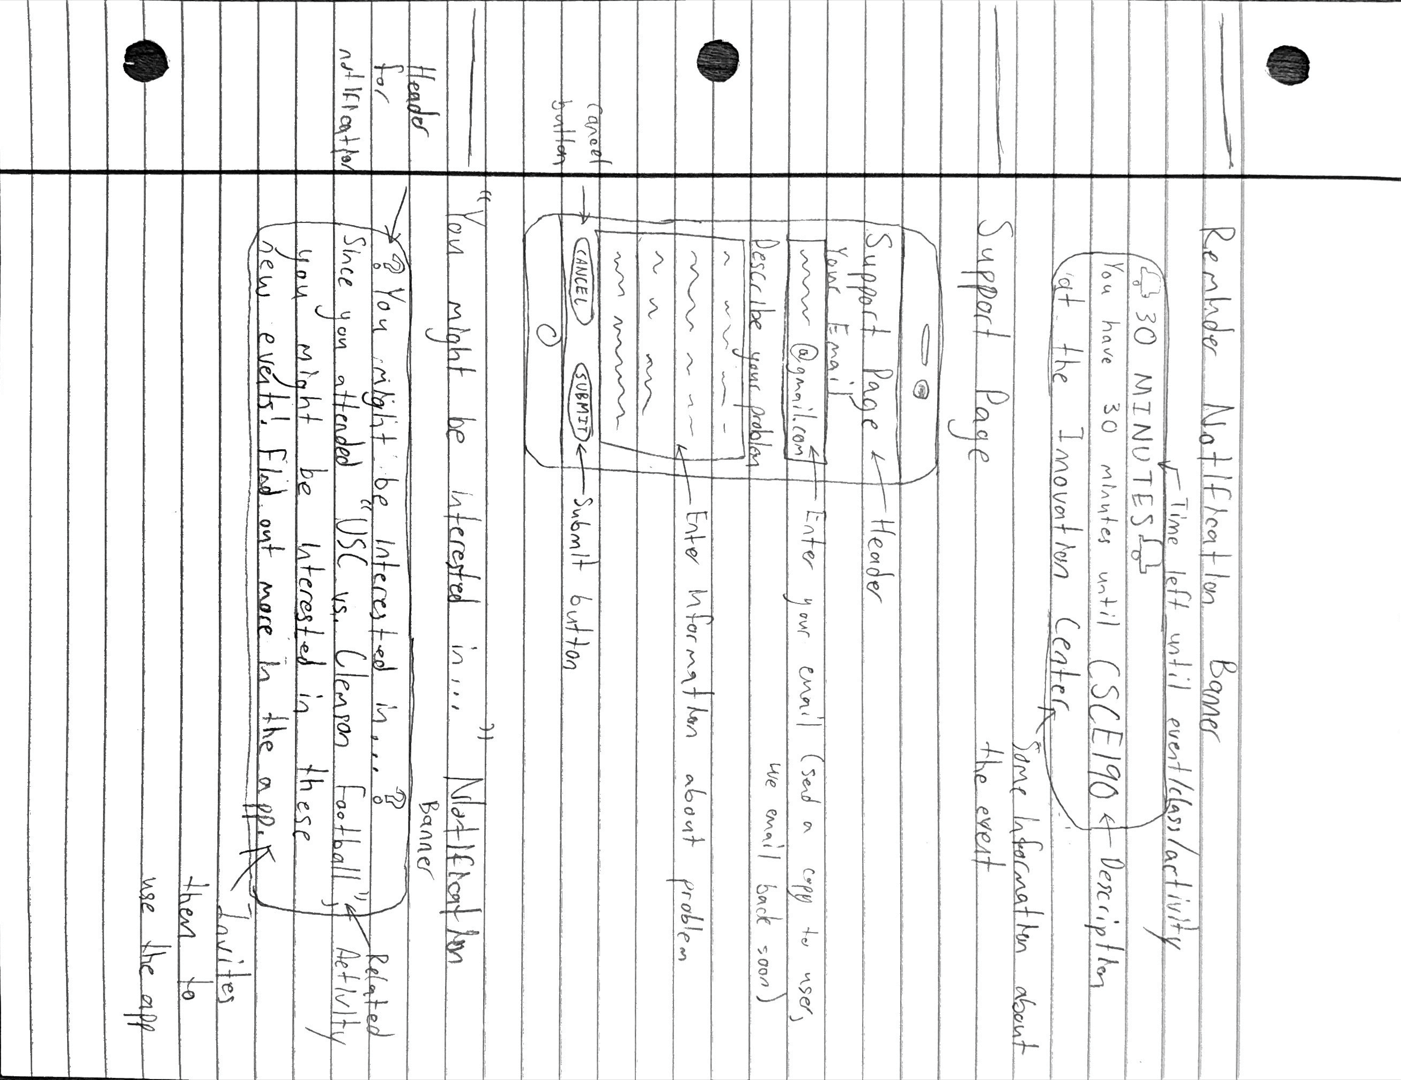 Reminder Notification Banner
Time left until event/class/activity
30 MINUTES
You have 30 minutes until CSCE190
Description
at the Inovation Center
Some Information about
the event
Support Page
Support Page
Header
Your Email
@gmail.com
Enter your email (send a copy to users,
we email back soon)
Describe your problem
Enter Information about problem
CANCEL SUBMIT
cancel
button
Submit button
"You might be interested in..." Notification
Banner
Header
for
notification
? You might be Interested in... ?
Since you attended "USC vs. Clemson Football",
Related
Activity
you might be Interested in these
new events! Find out more in the app.
Invites
them to
use the app